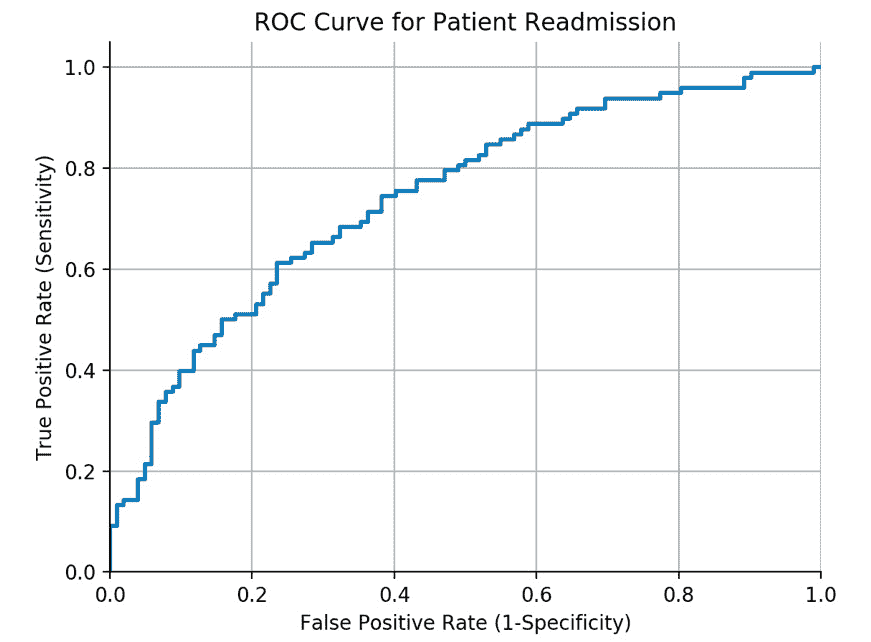 ROC Curve for Patient Readmission
True Positive Rate (Sensitivity)
1.0
0.8
0.6
0.4
0.2
0.0
0.0 0.2 0.4 0.6 0.8 1.0
False Positive Rate (1-Specificity)